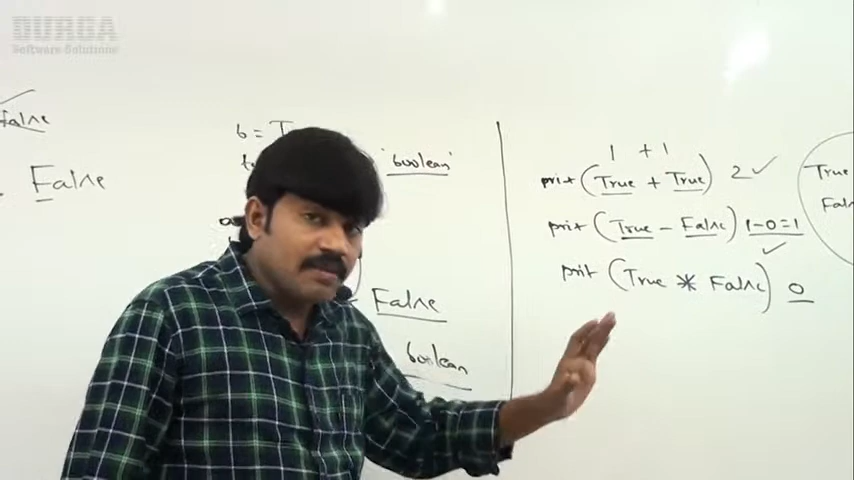 DURGA
Software Solutions
False
False
b = T
'boolean'
False
boolean
1 + 1
print (True + True) 2 ✓
print (True - False) 1-0=1
✓
print (True * False) 0
True